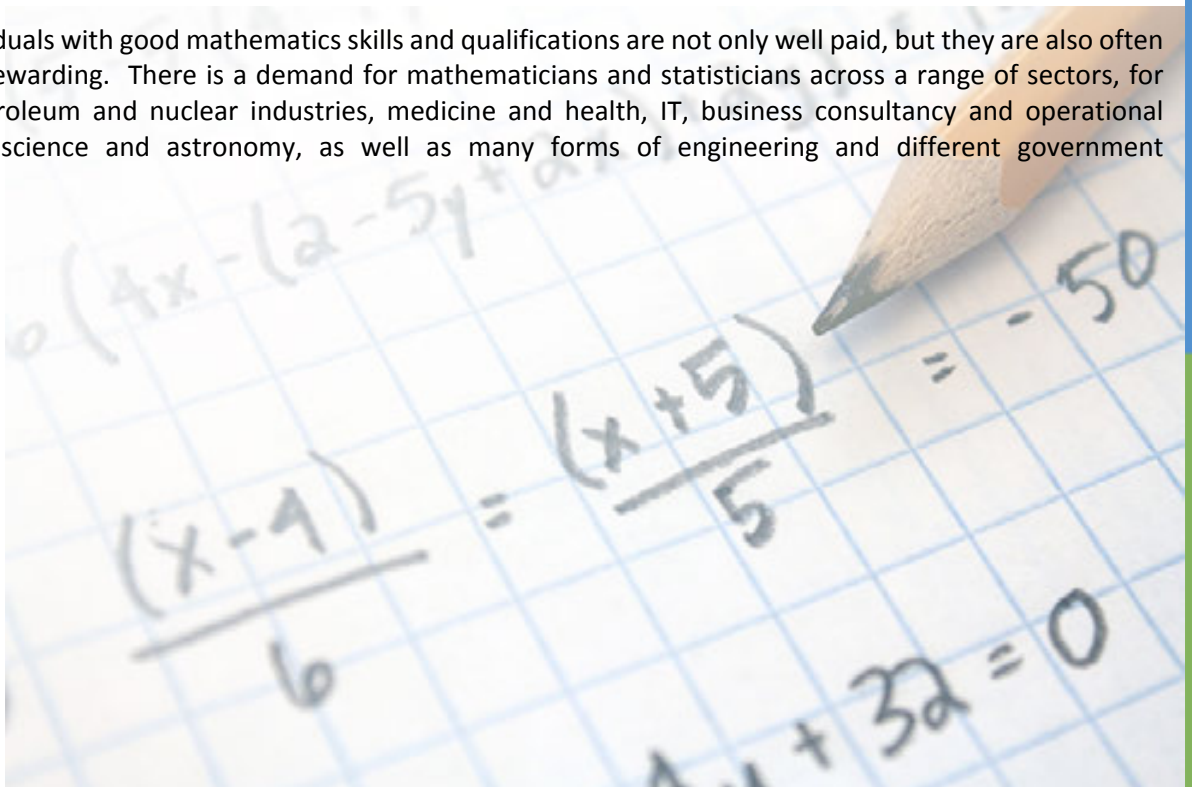 duals with good mathematics skills and qualifications are not only well paid, but they are also often
ewarding. There is a demand for mathematicians and statisticians across a range of sectors, for
roleum and nuclear industries, medicine and health, IT, business consultancy and operational
science and astronomy, as well as many forms of engineering and different government
(4x-(2-5y+2x)
(x-4)/6 = (x+5)/5 = -50
+ 32 = 0